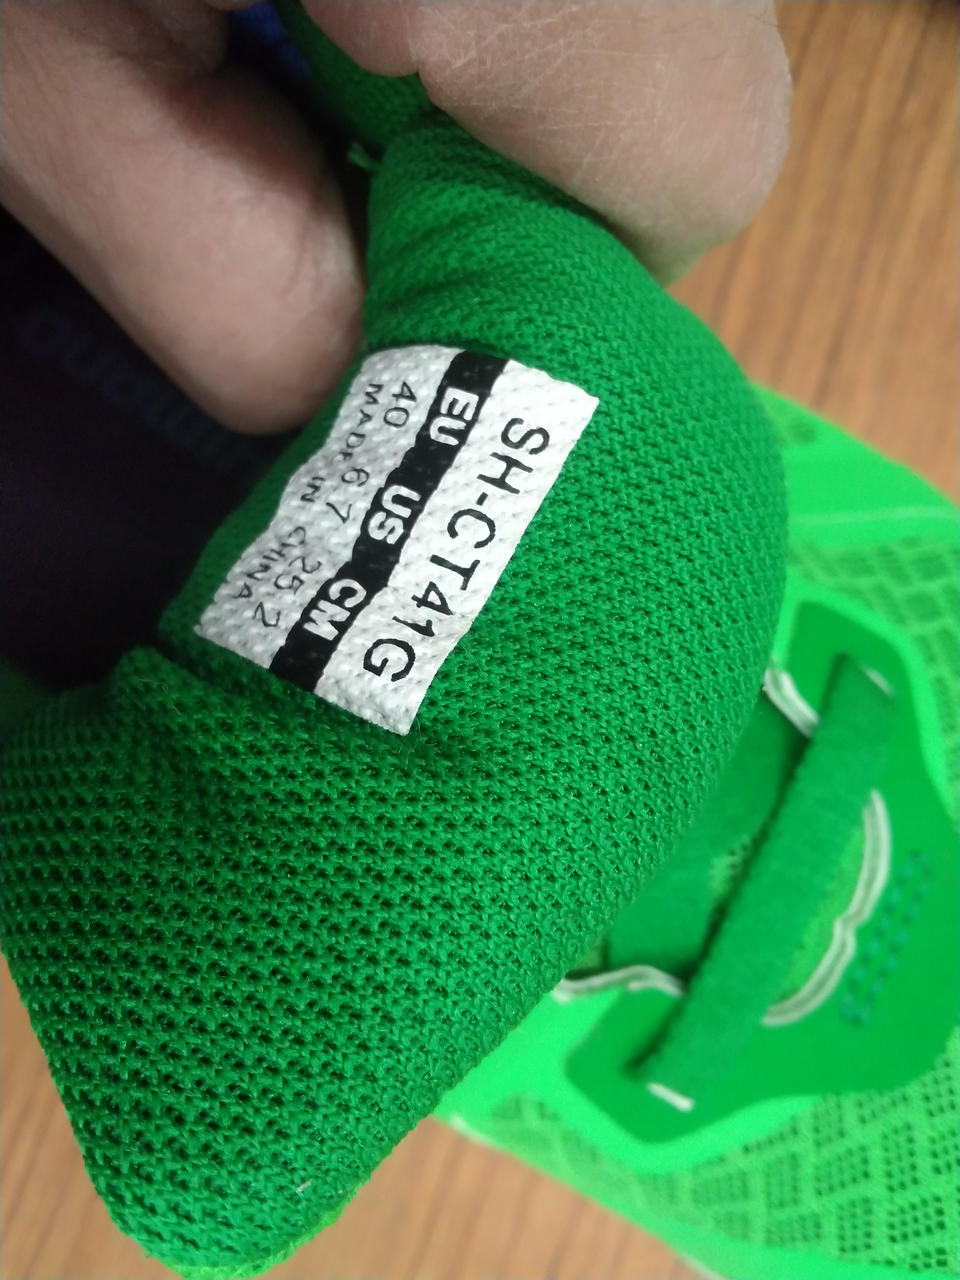 SH-CT41G
EU US CM
40 6.7 25.2
MADE IN CHINA